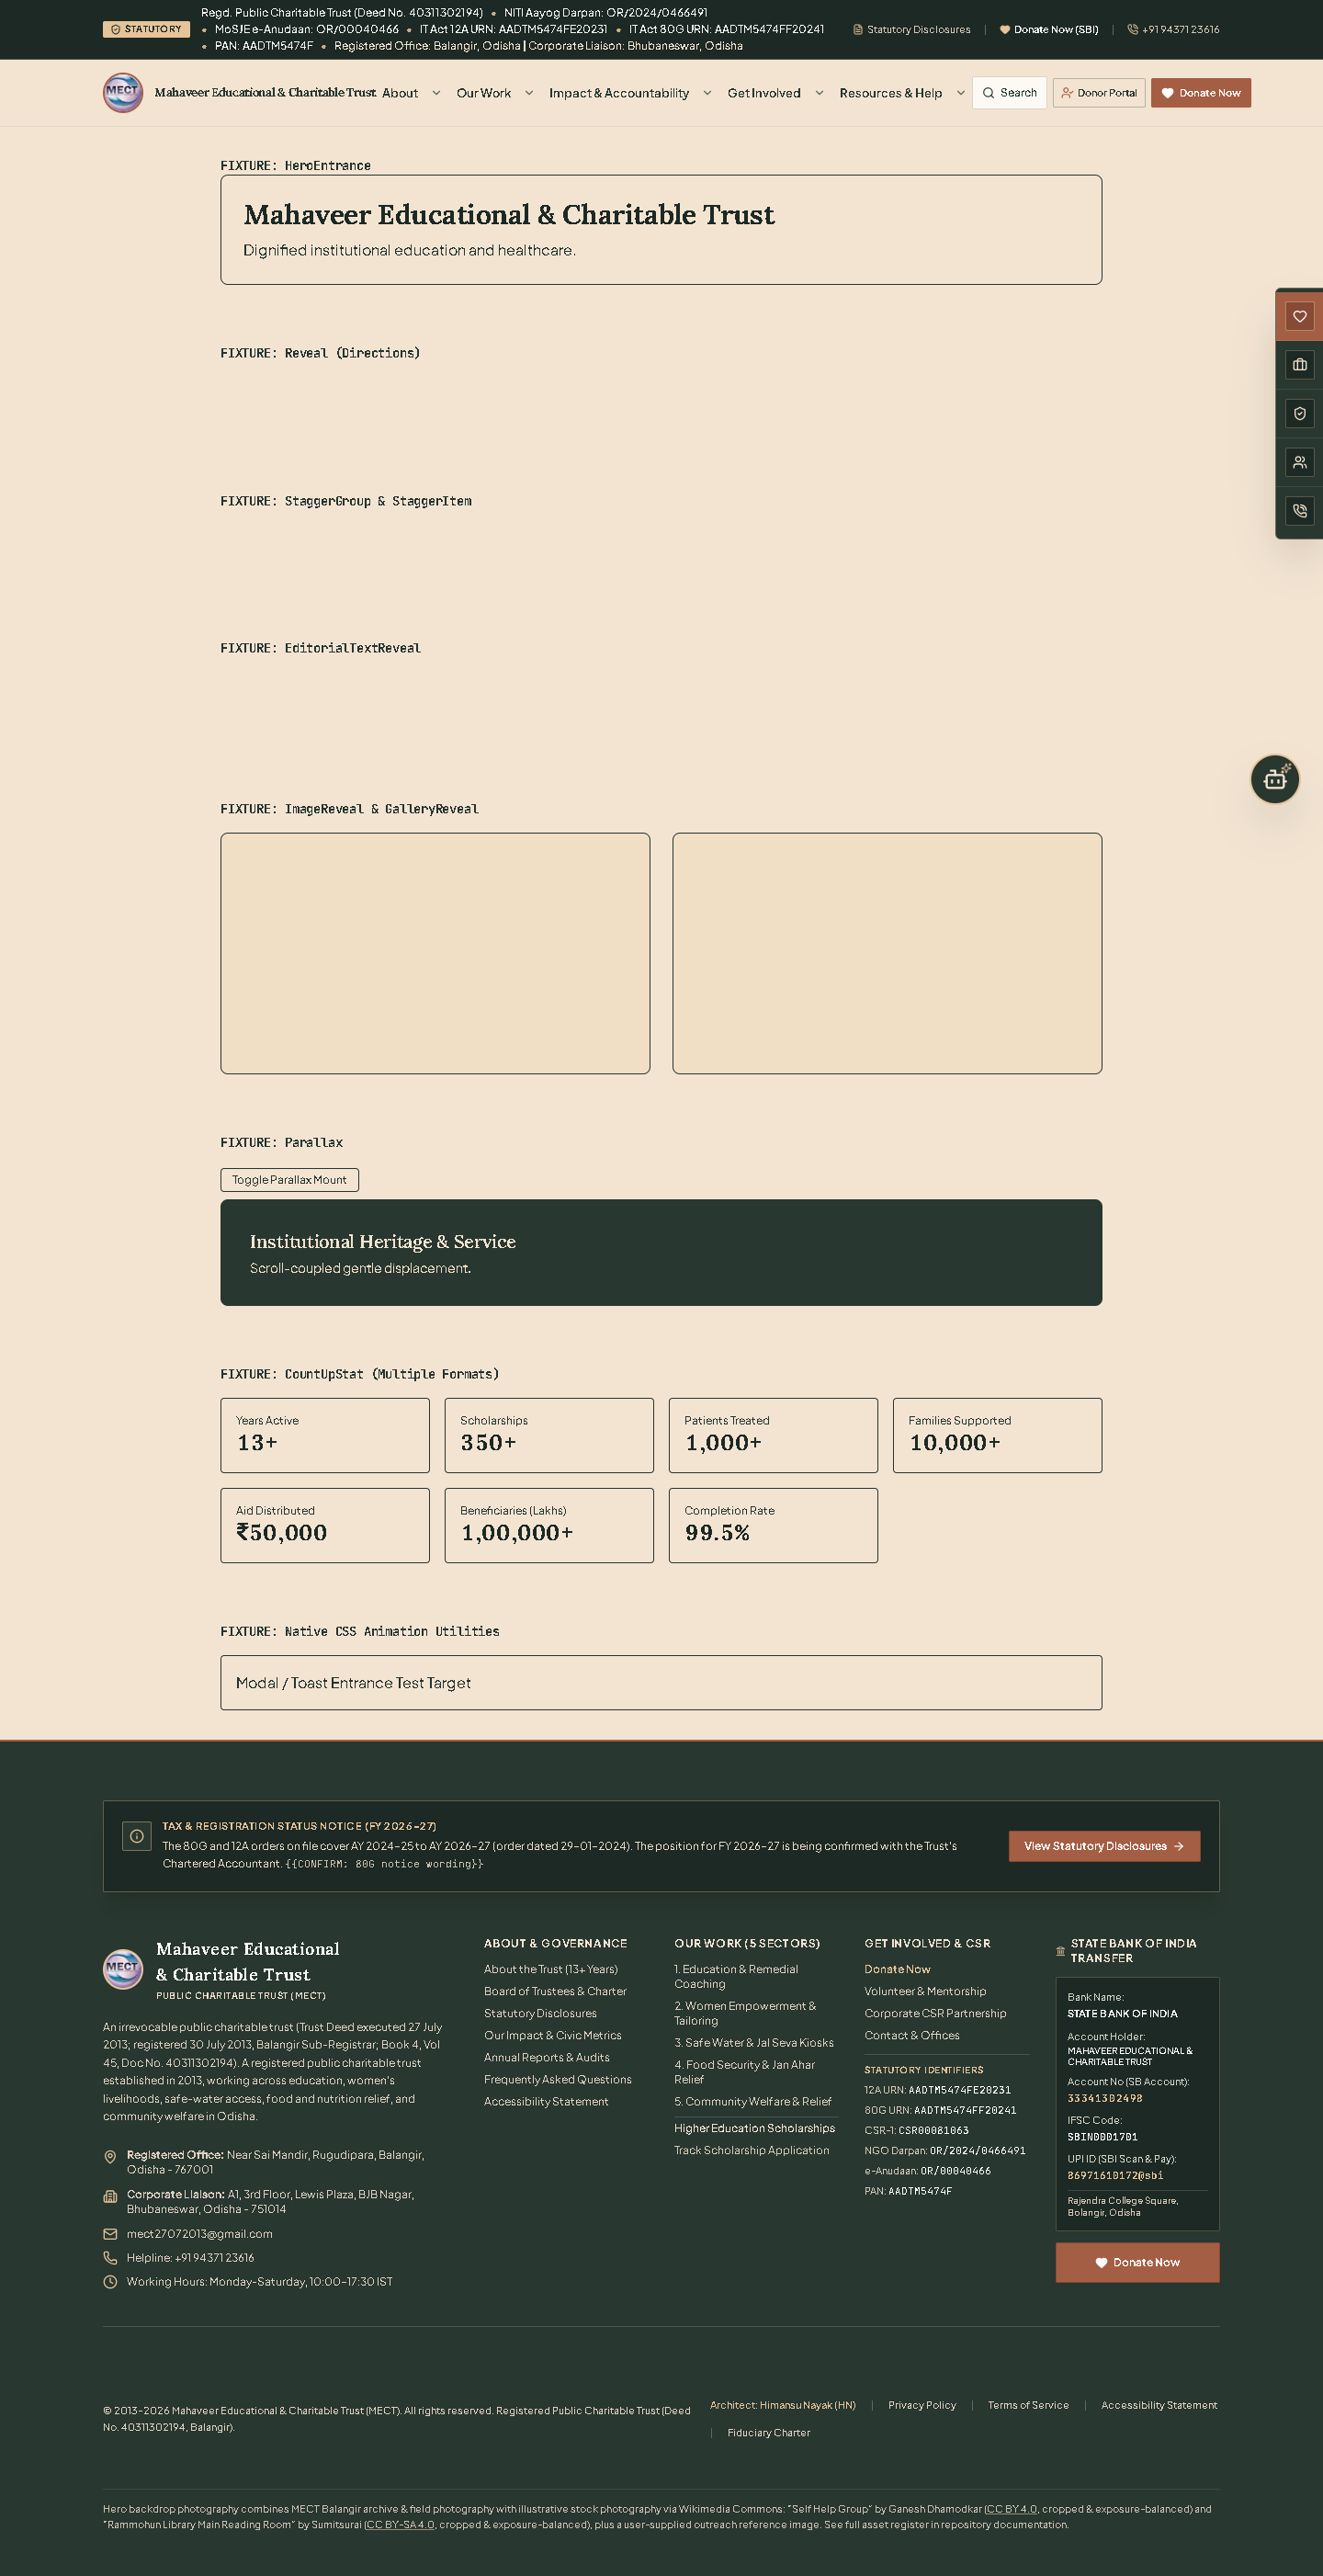 STATUTORY
Regd. Public Charitable Trust (Deed No. 40311302194) • NITI Aayog Darpan: OR/2024/0466491
• MoSJE e-Anudaan: OR/00040466 • IT Act 12A URN: AADTM5474FE20231 • IT Act 80G URN: AADTM5474FF20241
• PAN: AADTM5474F • Registered Office: Balangir, Odisha | Corporate Liaison: Bhubaneswar, Odisha
Statutory Disclosures | Donate Now (SBI) | +91 94371 23616
MECT
Mahaveer Educational & Charitable Trust About Our Work Impact & Accountability Get Involved Resources & Help Search Donor Portal Donate Now
FIXTURE: HeroEntrance
Mahaveer Educational & Charitable Trust
Dignified institutional education and healthcare.
FIXTURE: Reveal (Directions)
FIXTURE: StaggerGroup & StaggerItem
FIXTURE: EditorialTextReveal
FIXTURE: ImageReveal & GalleryReveal
FIXTURE: Parallax
Toggle Parallax Mount
Institutional Heritage & Service
Scroll-coupled gentle displacement.
FIXTURE: CountUpStat (Multiple Formats)
Years Active
13+
Scholarships
350+
Patients Treated
1,000+
Families Supported
10,000+
Aid Distributed
₹50,000
Beneficiaries (Lakhs)
1,00,000+
Completion Rate
99.5%
FIXTURE: Native CSS Animation Utilities
Modal / Toast Entrance Test Target
TAX & REGISTRATION STATUS NOTICE (FY 2026–27)
The 80G and 12A orders on file cover AY 2024–25 to AY 2026–27 (order dated 29-01-2024). The position for FY 2026–27 is being confirmed with the Trust's
Chartered Accountant. {{CONFIRM: 80G notice wording}}
View Statutory Disclosures →
MECT
Mahaveer Educational
& Charitable Trust
PUBLIC CHARITABLE TRUST (MECT)
An irrevocable public charitable trust (Trust Deed executed 27 July
2013; registered 30 July 2013, Balangir Sub-Registrar; Book 4, Vol
45, Doc No. 40311302194). A registered public charitable trust
established in 2013, working across education, women's
livelihoods, safe-water access, food and nutrition relief, and
community welfare in Odisha.
Registered Office: Near Sai Mandir, Rugudipara, Balangir,
Odisha - 767001
Corporate Liaison: A1, 3rd Floor, Lewis Plaza, BJB Nagar,
Bhubaneswar, Odisha - 751014
mect27072013@gmail.com
Helpline: +91 94371 23616
Working Hours: Monday–Saturday, 10:00–17:30 IST
ABOUT & GOVERNANCE
About the Trust (13+ Years)
Board of Trustees & Charter
Statutory Disclosures
Our Impact & Civic Metrics
Annual Reports & Audits
Frequently Asked Questions
Accessibility Statement
OUR WORK (5 SECTORS)
1. Education & Remedial
Coaching
2. Women Empowerment &
Tailoring
3. Safe Water & Jal Seva Kiosks
4. Food Security & Jan Ahar
Relief
5. Community Welfare & Relief
Higher Education Scholarships
Track Scholarship Application
GET INVOLVED & CSR
Donate Now
Volunteer & Mentorship
Corporate CSR Partnership
Contact & Offices
STATUTORY IDENTIFIERS
12A URN: AADTM5474FE20231
80G URN: AADTM5474FF20241
CSR-1: CSR00081063
NGO Darpan: OR/2024/0466491
e-Anudaan: OR/00040466
PAN: AADTM5474F
STATE BANK OF INDIA
TRANSFER
Bank Name:
STATE BANK OF INDIA
Account Holder:
MAHAVEER EDUCATIONAL &
CHARITABLE TRUST
Account No (SB Account):
33341302498
IFSC Code:
SBIN0001701
UPI ID (SBI Scan & Pay):
86971610172@sbi
Rajendra College Square,
Bolangir, Odisha
Donate Now
© 2013–2026 Mahaveer Educational & Charitable Trust (MECT). All rights reserved. Registered Public Charitable Trust (Deed
No. 40311302194, Balangir).
Architect: Himansu Nayak (HN) | Privacy Policy | Terms of Service | Accessibility Statement
| Fiduciary Charter
Hero backdrop photography combines MECT Balangir archive & field photography with illustrative stock photography via Wikimedia Commons: "Self Help Group" by Ganesh Dhamodkar (CC BY 4.0, cropped & exposure-balanced) and
"Rammohun Library Main Reading Room" by Sumitsurai (CC BY-SA 4.0, cropped & exposure-balanced), plus a user-supplied outreach reference image. See full asset register in repository documentation.